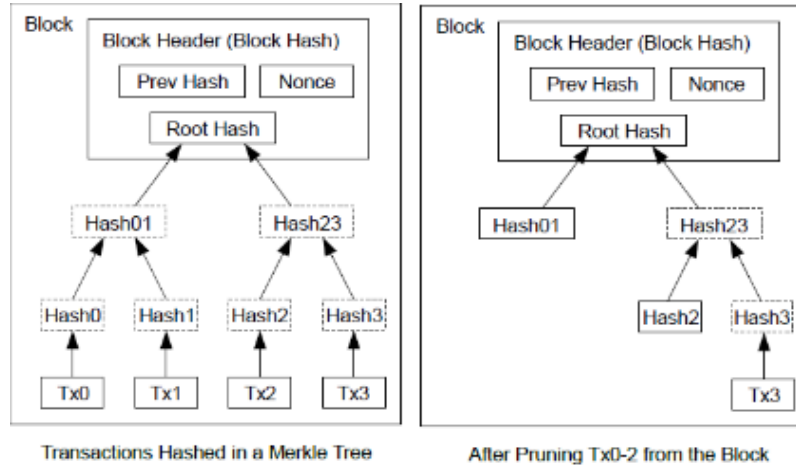 Block
Block Header (Block Hash)
Prev Hash
Nonce
Root Hash
Hash01
Hash23
Hash0
Hash1
Hash2
Hash3
Tx0
Tx1
Tx2
Tx3
Transactions Hashed in a Merkle Tree
Block
Block Header (Block Hash)
Prev Hash
Nonce
Root Hash
Hash01
Hash23
Hash2
Hash3
Tx3
After Pruning Tx0-2 from the Block